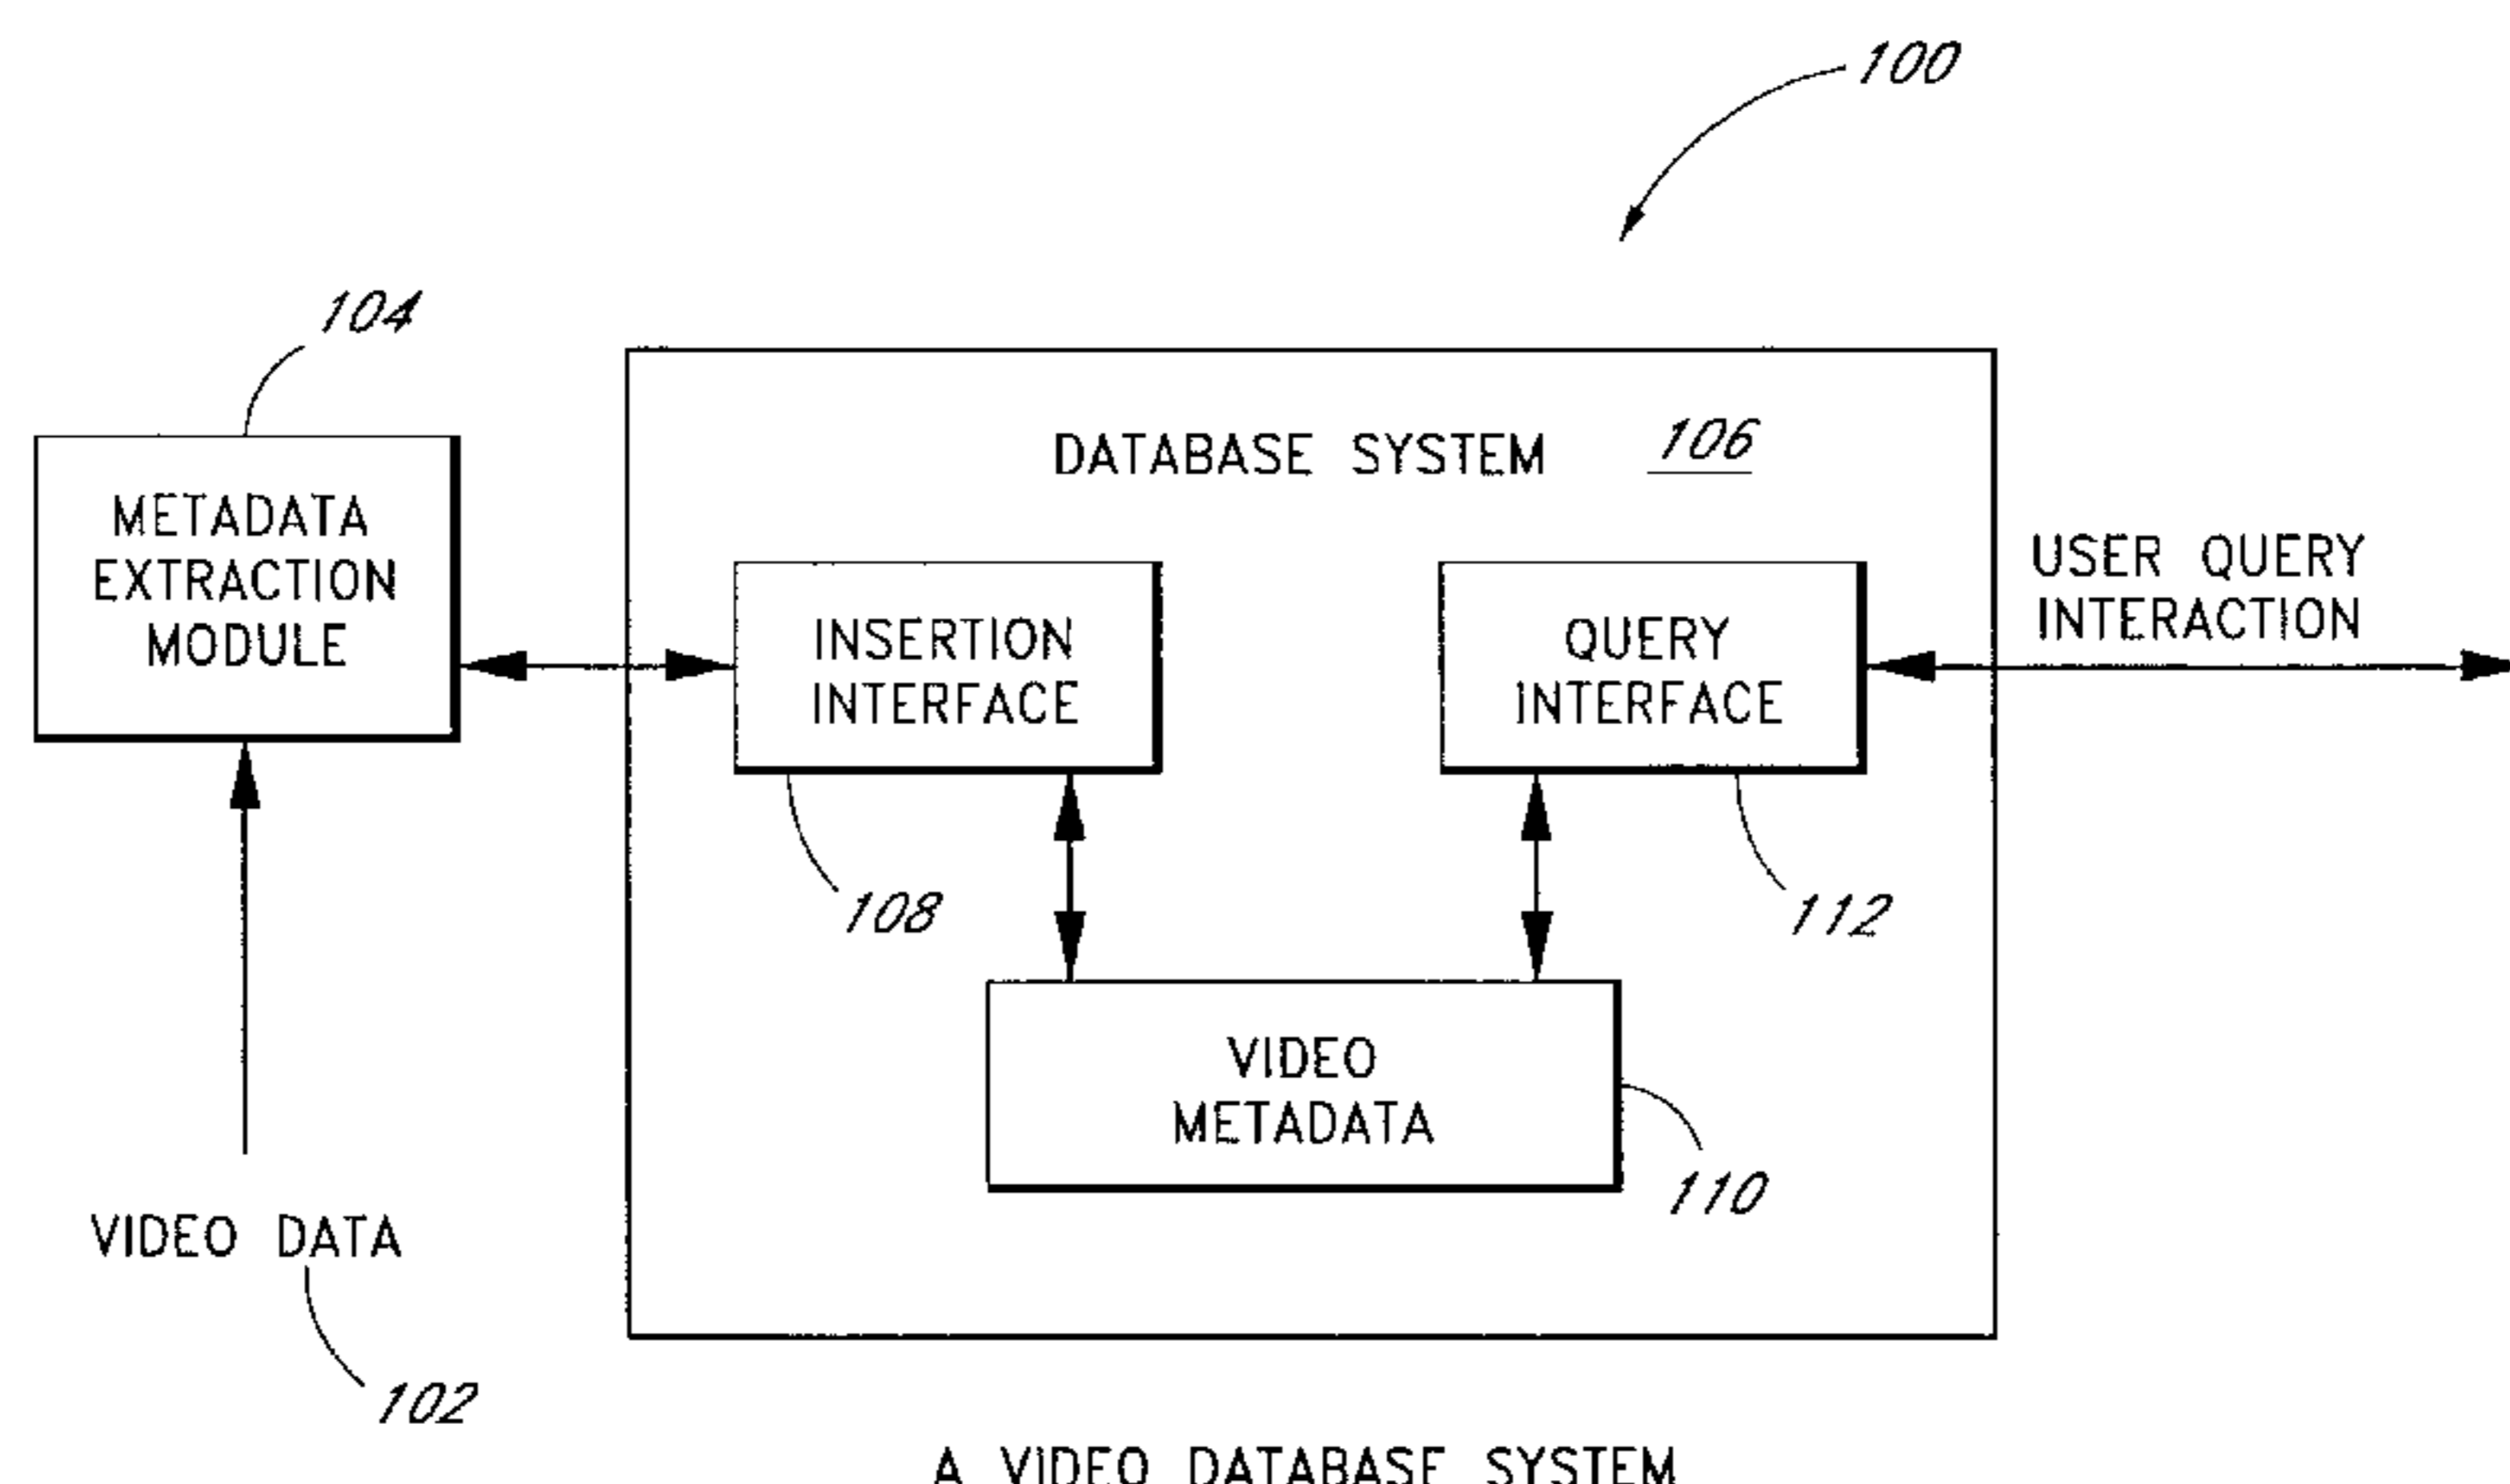 100
104
DATABASE SYSTEM 106
METADATA
EXTRACTION
MODULE
INSERTION
INTERFACE
QUERY
INTERFACE
USER QUERY
INTERACTION
108
112
VIDEO
METADATA
110
VIDEO DATA
102
A VIDEO DATABASE SYSTEM